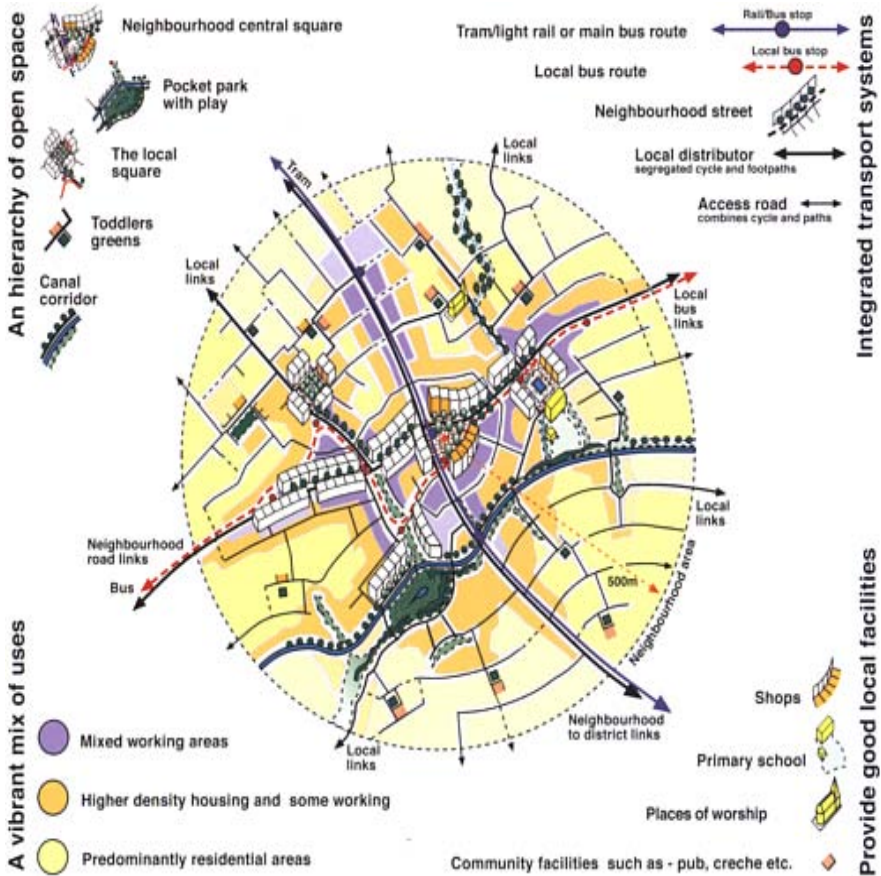 An hierarchy of open space
Neighbourhood central square
Pocket park
with play
The local
square
Toddlers
greens
Canal
corridor
Integrated transport systems
Rail/Bus stop
Tram/light rail or main bus route
Local bus stop
Local bus route
Neighbourhood street
Local distributor
segregated cycle and footpaths
Access road
combines cycle and paths
Tram
Local
links
Local
links
Local
bus
links
Local
links
Neighbourhood
road links
Bus
500m
Neighbourhood area
Neighbourhood
to district links
Local
links
A vibrant mix of uses
Mixed working areas
Higher density housing and some working
Predominantly residential areas
Provide good local facilities
Shops
Primary school
Places of worship
Community facilities such as - pub, creche etc.